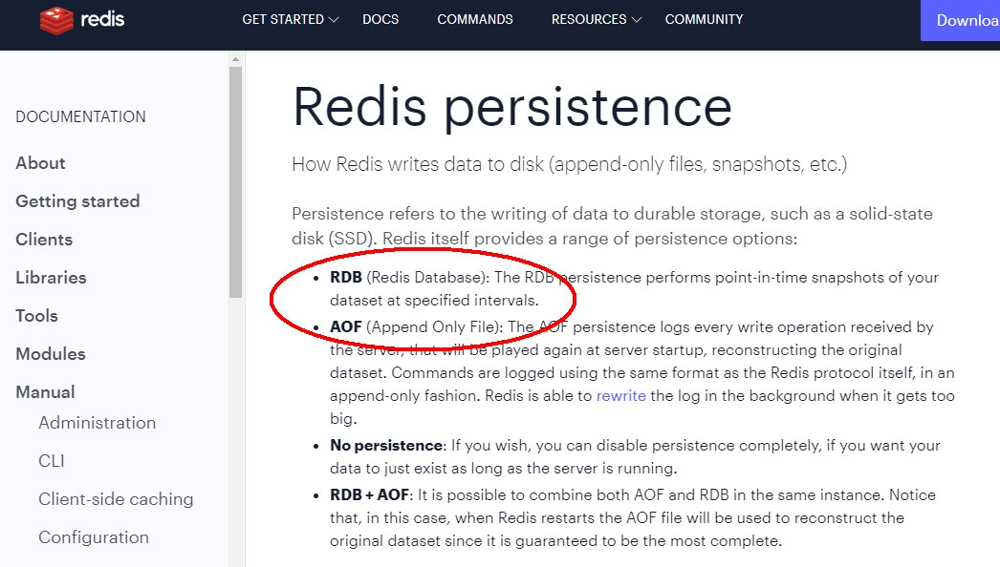 redis
GET STARTED DOCS COMMANDS RESOURCES COMMUNITY
Downloa
DOCUMENTATION
About
Getting started
Clients
Libraries
Tools
Modules
Manual
Administration
CLI
Client-side caching
Configuration
Redis persistence
How Redis writes data to disk (append-only files, snapshots, etc.)
Persistence refers to the writing of data to durable storage, such as a solid-state
disk (SSD). Redis itself provides a range of persistence options:
• RDB (Redis Database): The RDB persistence performs point-in-time snapshots of your
dataset at specified intervals.
• AOF (Append Only File): The AOF persistence logs every write operation received by
the server, that will be played again at server startup, reconstructing the original
dataset. Commands are logged using the same format as the Redis protocol itself, in an
append-only fashion. Redis is able to rewrite the log in the background when it gets too
big.
• No persistence: If you wish, you can disable persistence completely, if you want your
data to just exist as long as the server is running.
• RDB + AOF: It is possible to combine both AOF and RDB in the same instance. Notice
that, in this case, when Redis restarts the AOF file will be used to reconstruct the
original dataset since it is guaranteed to be the most complete.